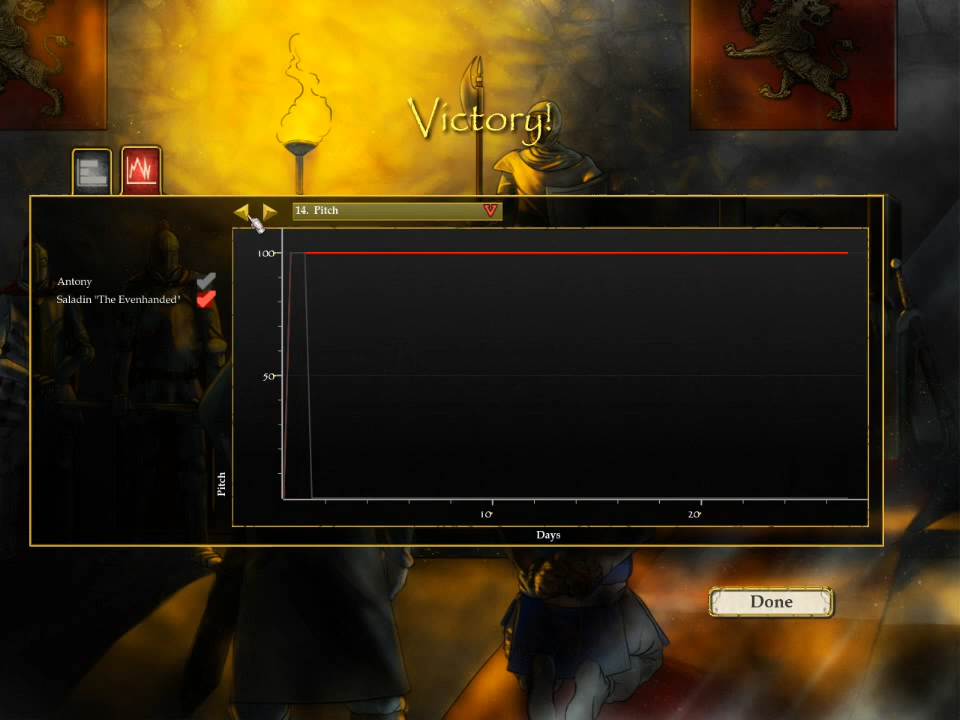 Victory!
14. Pitch
100
Antony
Saladin "The Evenhanded"
50
Pitch
10
20
Days
Done